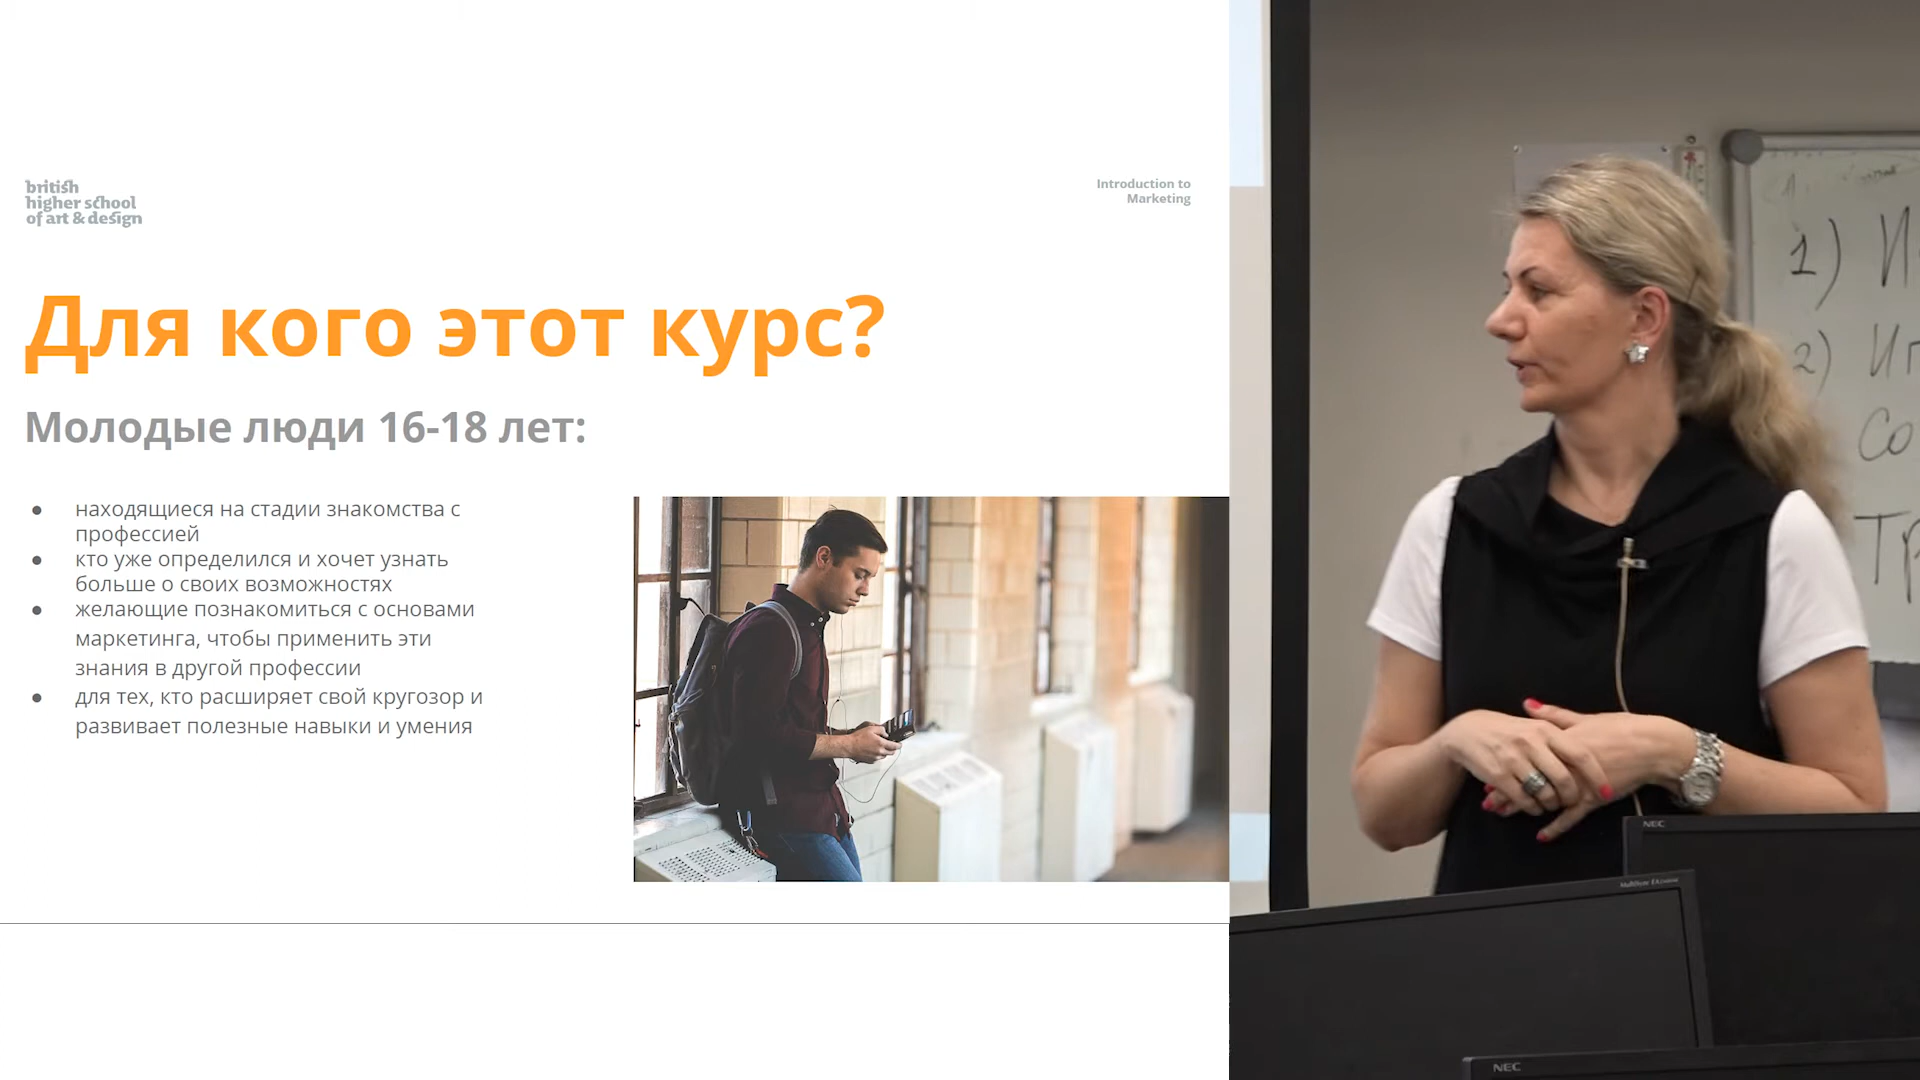 british
higher school
of art & design
Introduction to
Marketing
Для кого этот курс?
Молодые люди 16-18 лет:
● находящиеся на стадии знакомства с
профессией
● кто уже определился и хочет узнать
больше о своих возможностях
● желающие познакомиться с основами
маркетинга, чтобы применить эти
знания в другой профессии
● для тех, кто расширяет свой кругозор и
развивает полезные навыки и умения
1)
2)
NEC
MultiSync
NEC